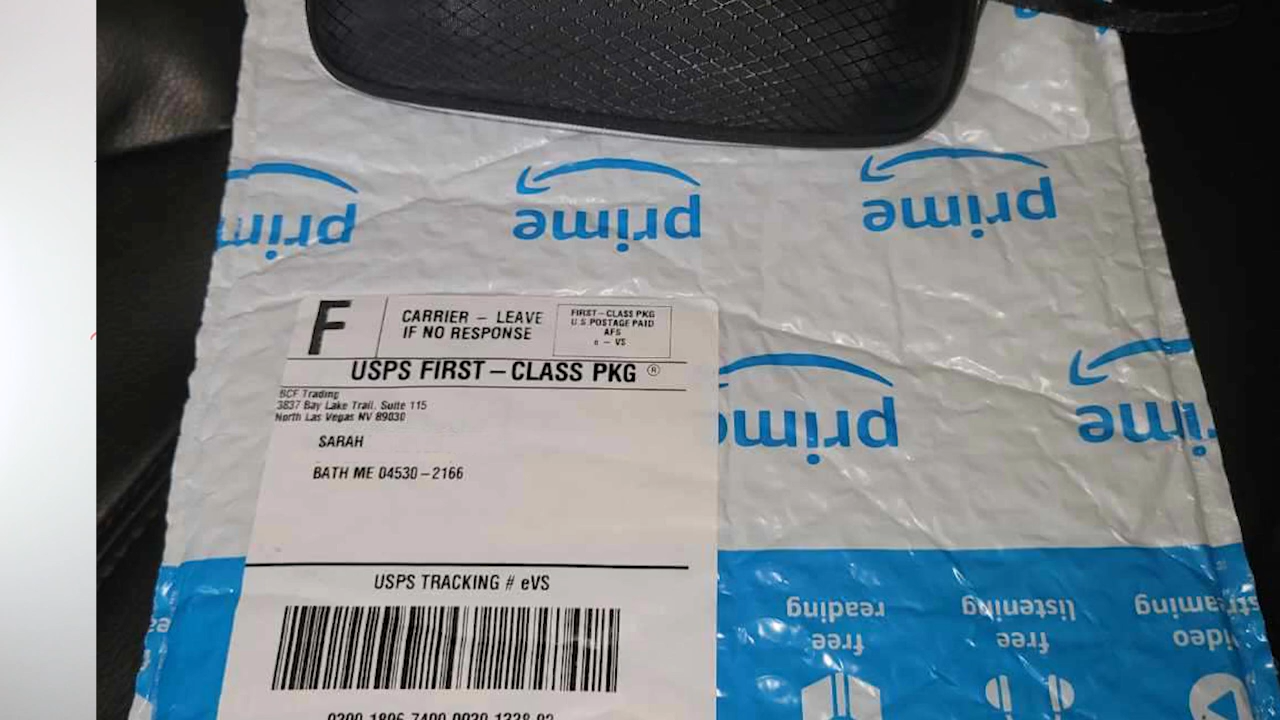 prime
prime
prime
F
CARRIER – LEAVE
IF NO RESPONSE
FIRST – CLASS PKG
U.S. POSTAGE PAID
AFS
e – VS
USPS FIRST – CLASS PKG ®
BCF Trading
3837 Bay Lake Trail, Suite 115
North Las Vegas NV 89030
SARAH
BATH ME 04530 – 2166
prime
prime
USPS TRACKING # eVS
free
reading
free
listening
video
streaming